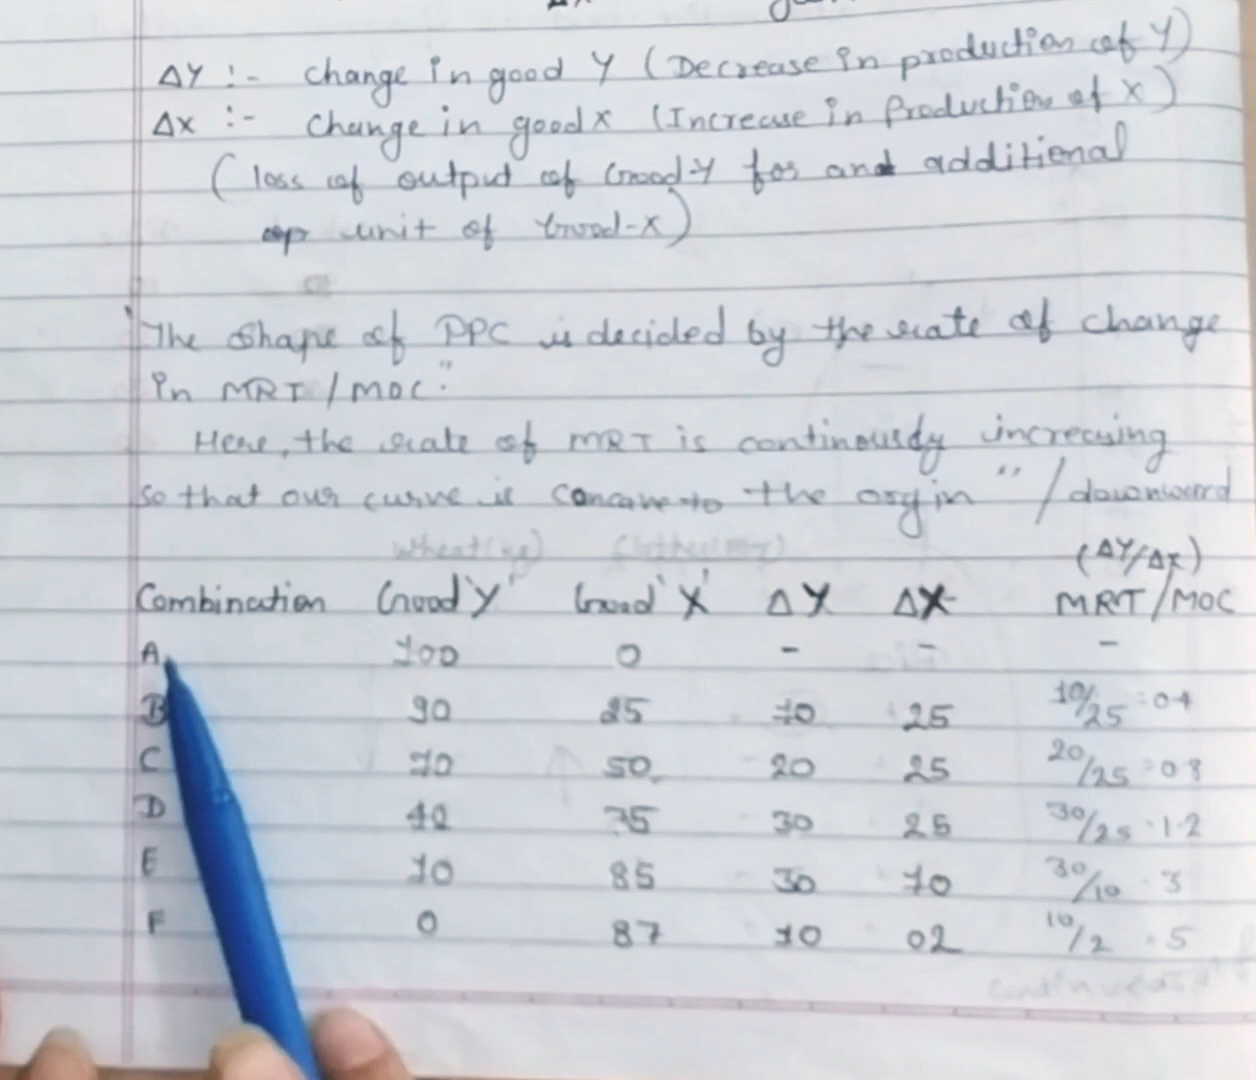 ΔY :- change in good Y (Decrease in production of Y)
ΔX :- change in good x (Increase in Production of X)
(loss of output of Good-Y for and additional
unit of Good-X)
"The Shape of PPC is decided by the rate of change
in MRT/MOC."
Here, the rate of MRT is continously increasing
so that our curve is Concave to the orgin "/downword
wheat(kg)
(ΔY/ΔX)
Combination Good 'Y' Good 'X' ΔY ΔX MRT/MOC
A 100 0 - - -
B 90 25 10 25 10/25 = 0.4
C 70 50 20 25 20/25 = 0.8
D 40 75 30 25 30/25 = 1.2
E 10 85 30 10 30/10 = 3
F 0 87 10 02 10/2 = 5